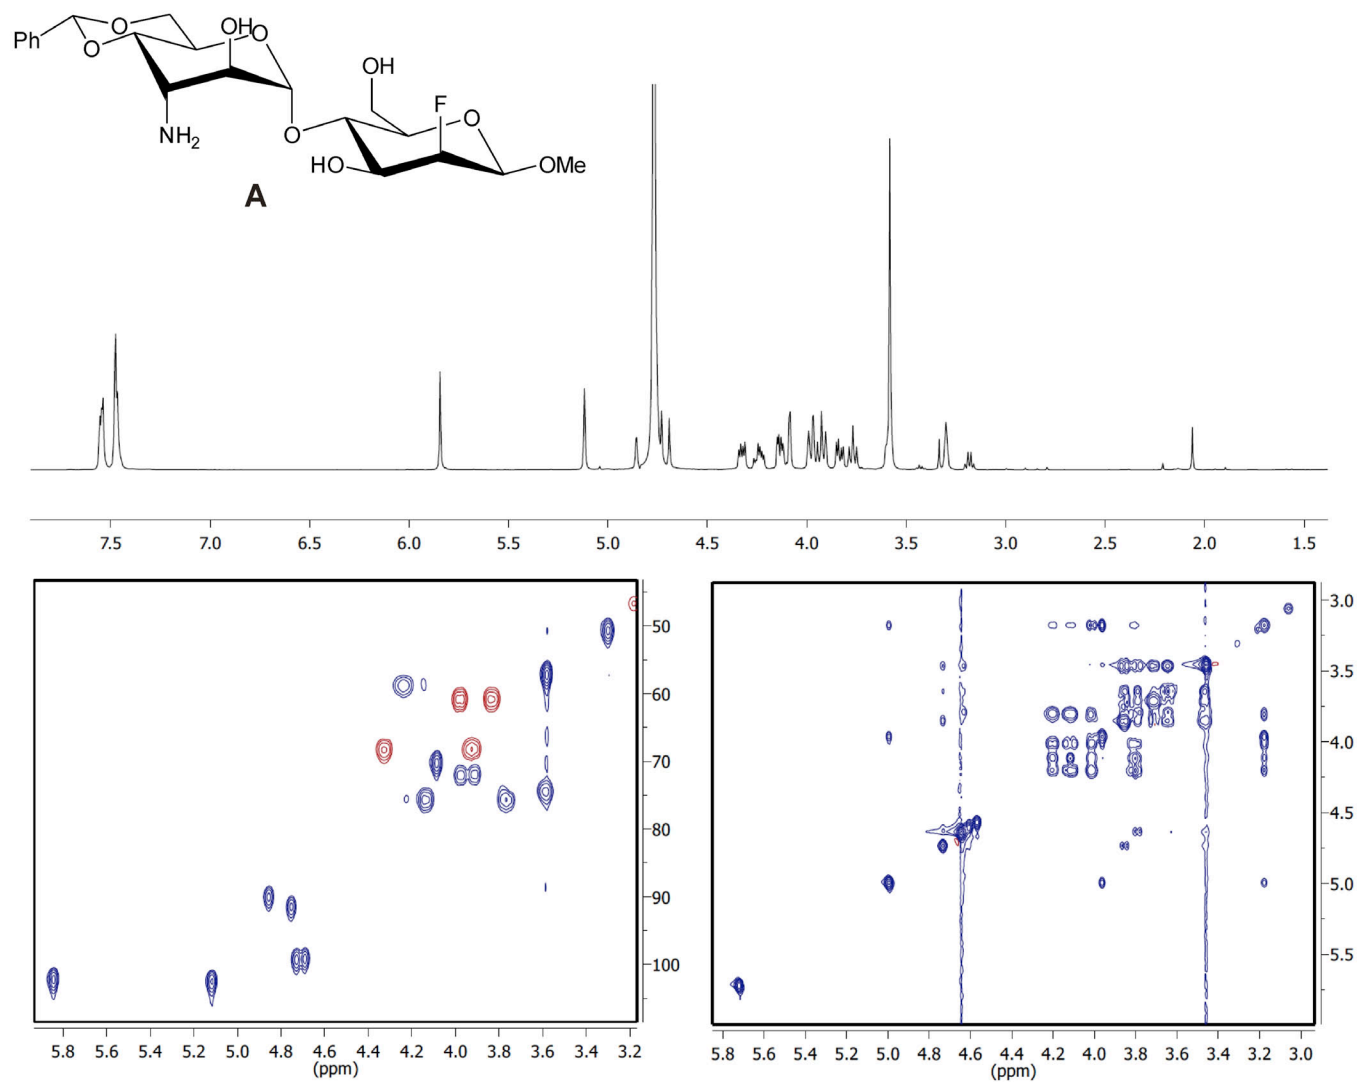 Ph
O
O
OH
O
NH₂
O
OH
F
O
HO
OMe
A
7.5 7.0 6.5 6.0 5.5 5.0 4.5 4.0 3.5 3.0 2.5 2.0 1.5
50
60
70
80
90
100
5.8 5.6 5.4 5.2 5.0 4.8 4.6 4.4 4.2 4.0 3.8 3.6 3.4 3.2
(ppm)
3.0
3.5
4.0
4.5
5.0
5.5
5.8 5.6 5.4 5.2 5.0 4.8 4.6 4.4 4.2 4.0 3.8 3.6 3.4 3.2 3.0
(ppm)